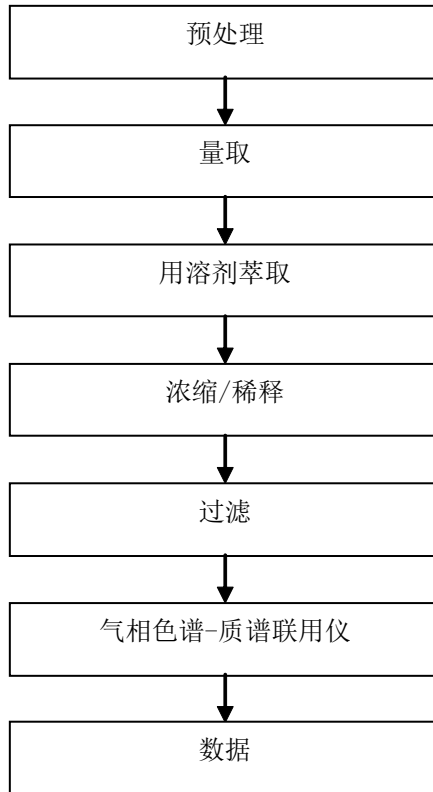 预处理
量取
用溶剂萃取
浓缩/稀释
过滤
气相色谱-质谱联用仪
数据